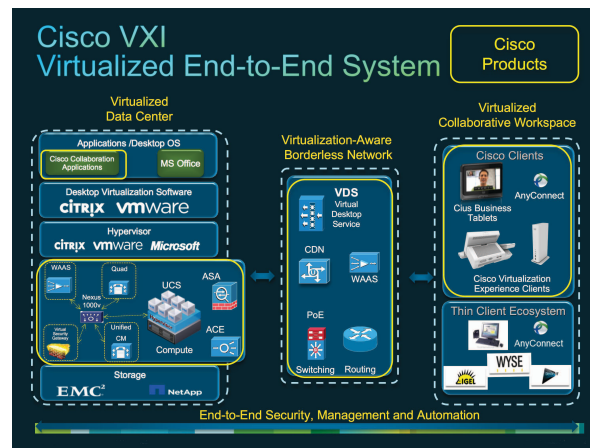 Cisco VXI
Virtualized End-to-End System
Cisco
Products
Virtualized
Data Center
Applications /Desktop OS
Cisco Collaboration
Applications
MS Office
Desktop Virtualization Software
CITRIX vmware
Hypervisor
CITRIX vmware Microsoft
WAAS
Quad
Nexus
1000v
Virtual
Security
Gateway
Unified
CM
UCS
Compute
ASA
ACE
Storage
EMC²
NetApp
Virtualization-Aware
Borderless Network
VDS
Virtual
Desktop
Service
CDN
WAAS
PoE
Switching
Routing
Virtualized
Collaborative Workspace
Cisco Clients
Cius Business
Tablets
AnyConnect
Cisco Virtualization
Experience Clients
Thin Client Ecosystem
AnyConnect
IGEL
WYSE
End-to-End Security, Management and Automation